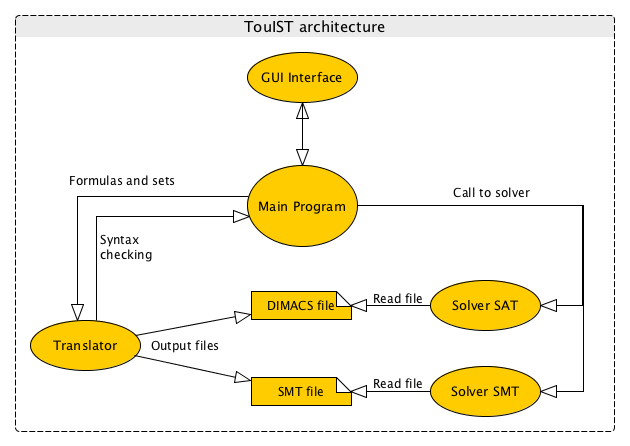 TouIST architecture
GUI Interface
Formulas and sets
Main Program
Call to solver
Syntax
checking
DIMACS file
Read file
Solver SAT
Translator
Output files
SMT file
Read file
Solver SMT